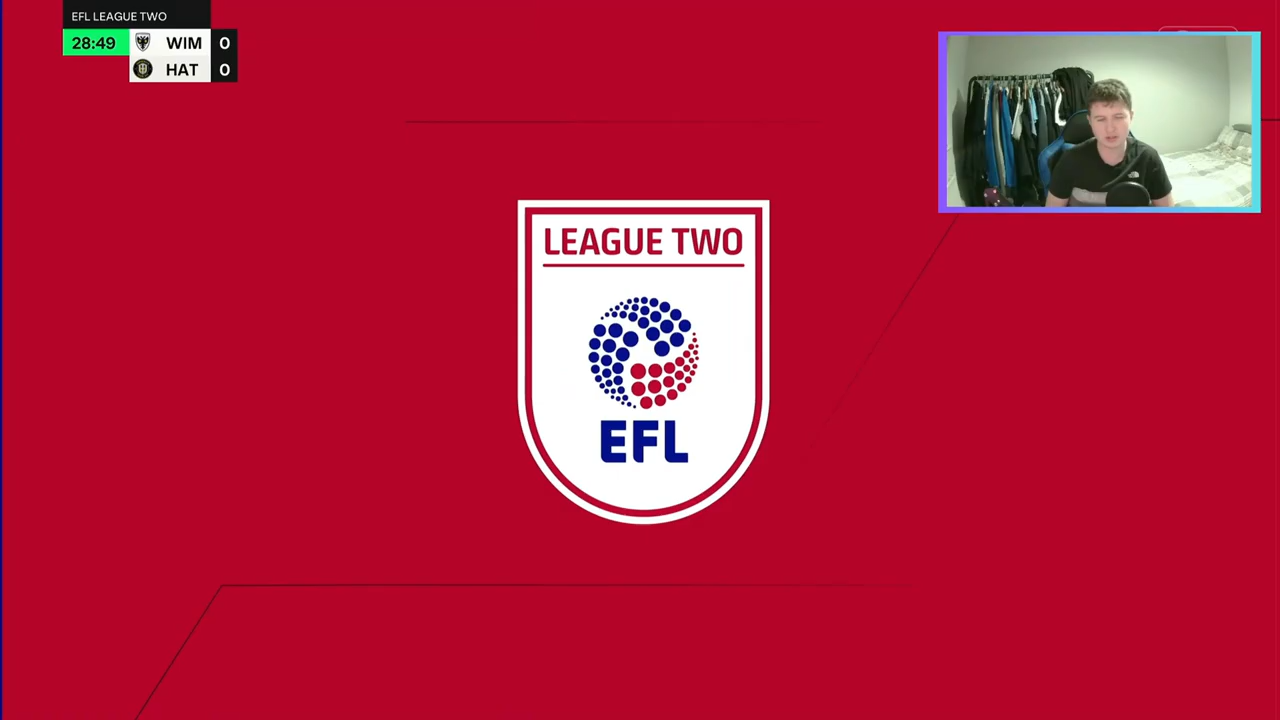 EFL LEAGUE TWO
28:49 WIM 0
HAT 0
LEAGUE TWO
EFL